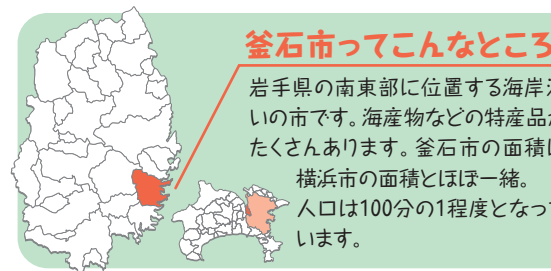 釜石市ってこんなところ
岩手県の南東部に位置する海岸沿
いの市です。海産物などの特産品が
たくさんあります。釜石市の面積は
横浜市の面積とほぼ一緒。
人口は100分の1程度となって
います。